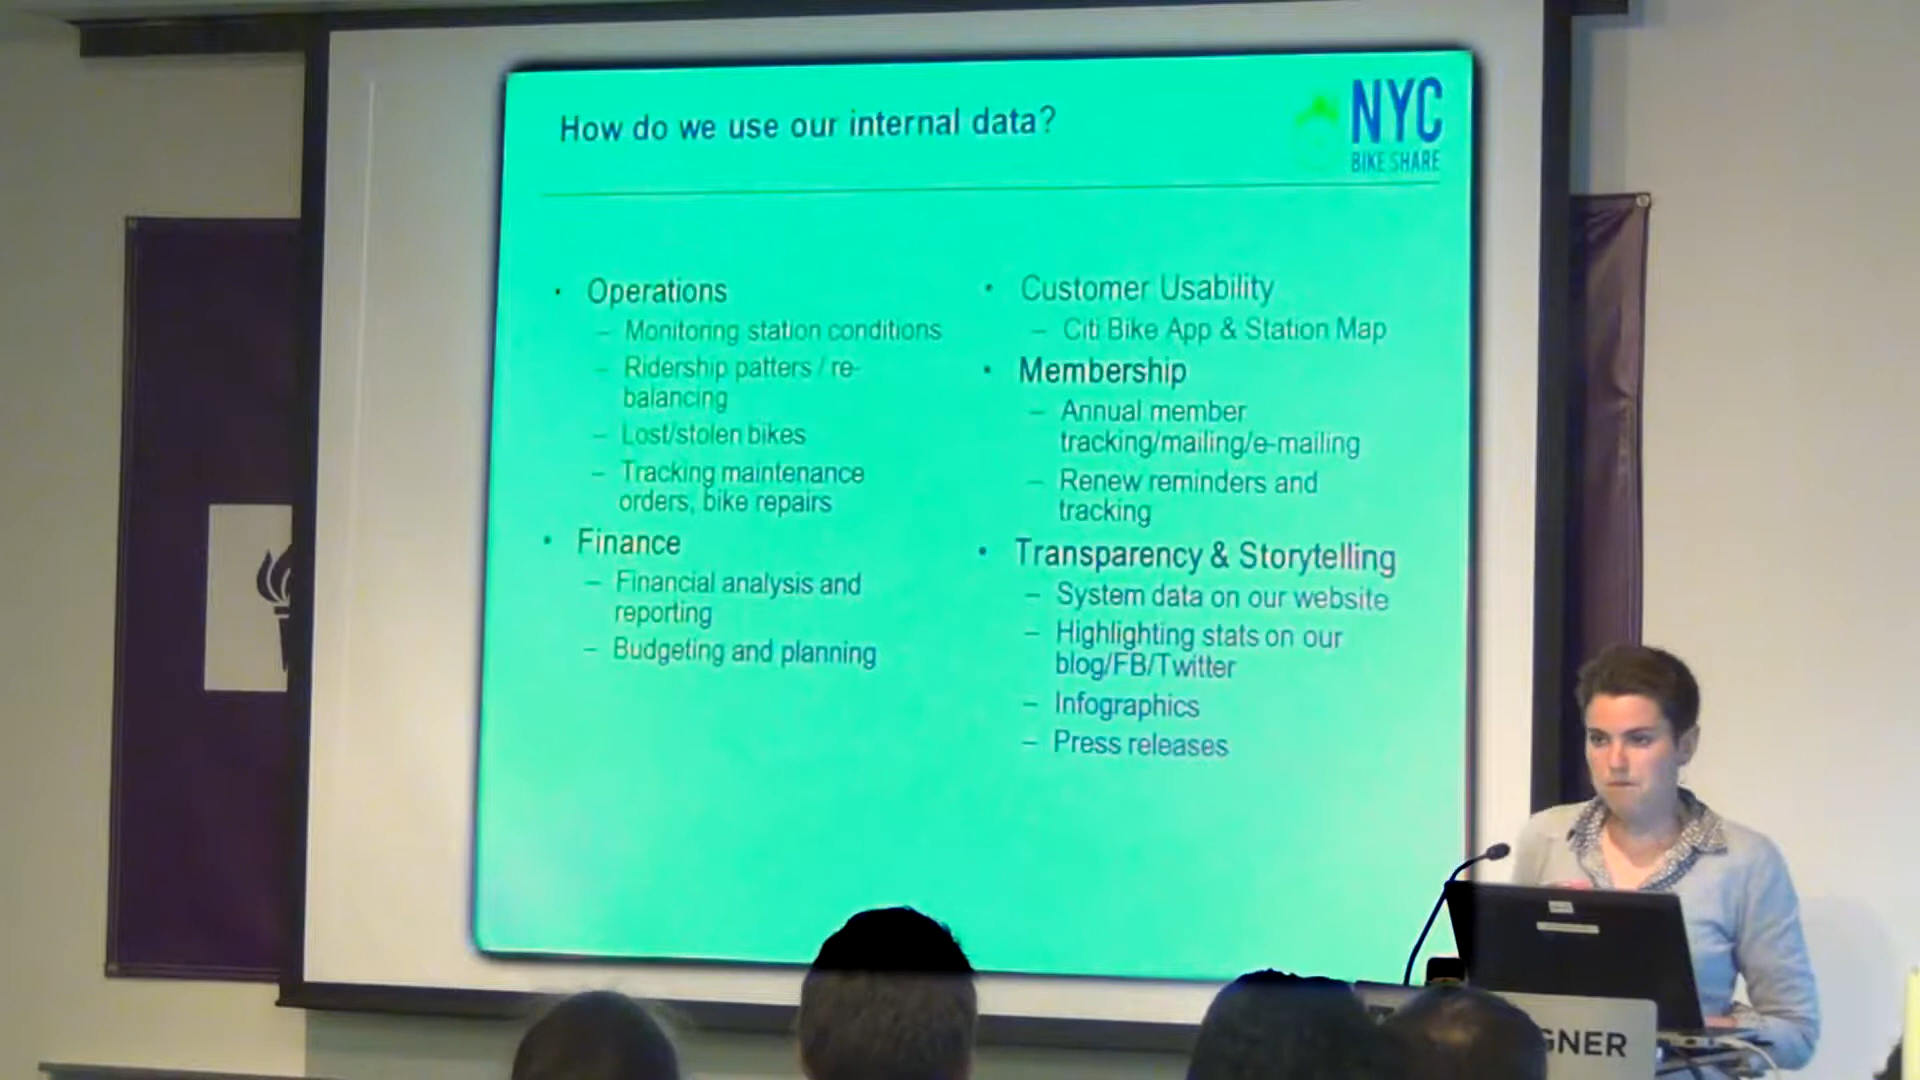 How do we use our internal data?
NYC
BIKE SHARE
• Operations
– Monitoring station conditions
– Ridership patters / re-
balancing
– Lost/stolen bikes
– Tracking maintenance
orders, bike repairs
• Finance
– Financial analysis and
reporting
– Budgeting and planning
• Customer Usability
– Citi Bike App & Station Map
• Membership
– Annual member
tracking/mailing/e-mailing
– Renew reminders and
tracking
• Transparency & Storytelling
– System data on our website
– Highlighting stats on our
blog/FB/Twitter
– Infographics
– Press releases
GNER